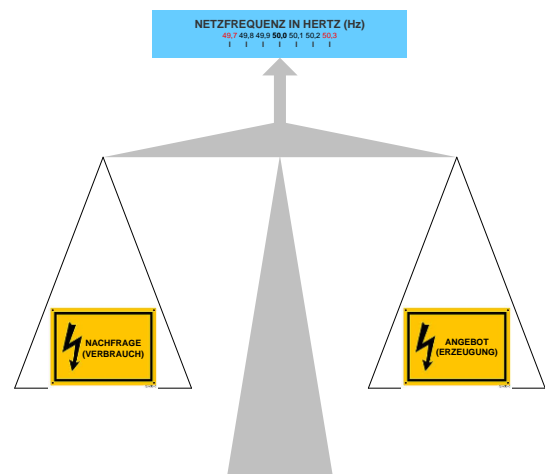 NETZFREQUENZ IN HERTZ (Hz)
49,7 49,8 49,9 50,0 50,1 50,2 50,3
NACHFRAGE
(VERBRAUCH)
ANGEBOT
(ERZEUGUNG)